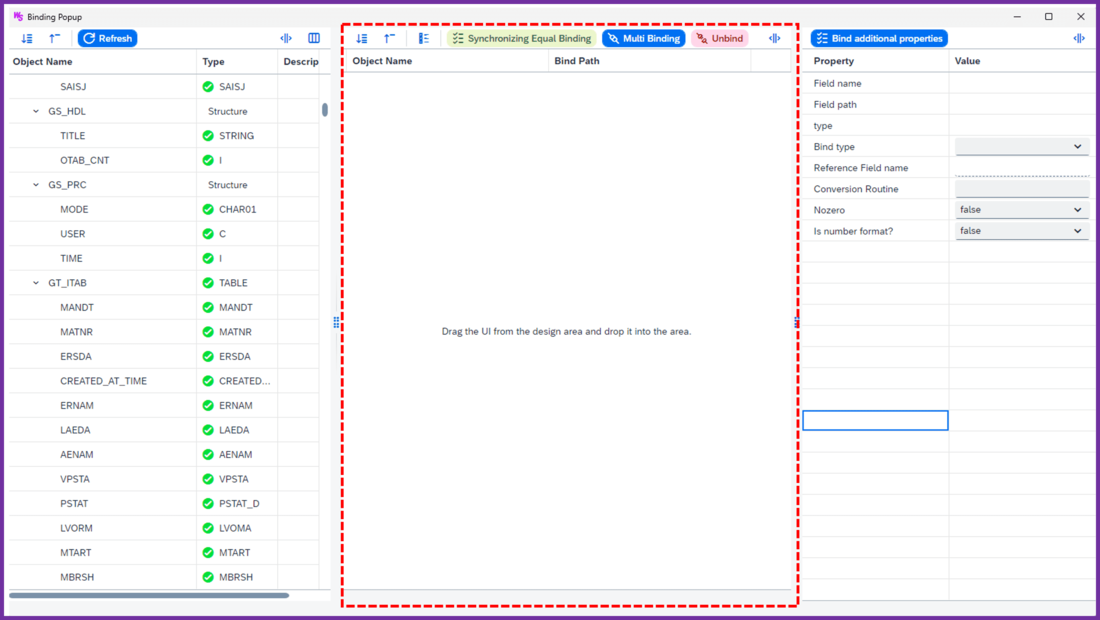 Binding Popup
Refresh
Object Name Type Descrip
SAISJ SAISJ
GS_HDL Structure
TITLE STRING
OTAB_CNT I
GS_PRC Structure
MODE CHAR01
USER C
TIME I
GT_ITAB TABLE
MANDT MANDT
MATNR MATNR
ERSDA ERSDA
CREATED_AT_TIME CREATED...
ERNAM ERNAM
LAEDA LAEDA
AENAM AENAM
VPSTA VPSTA
PSTAT PSTAT_D
LVORM LVOMA
MTART MTART
MBRSH MBRSH
Synchronizing Equal Binding Multi Binding Unbind
Object Name Bind Path
Drag the UI from the design area and drop it into the area.
Bind additional properties
Property Value
Field name
Field path
type
Bind type
Reference Field name
Conversion Routine
Nozero false
Is number format? false